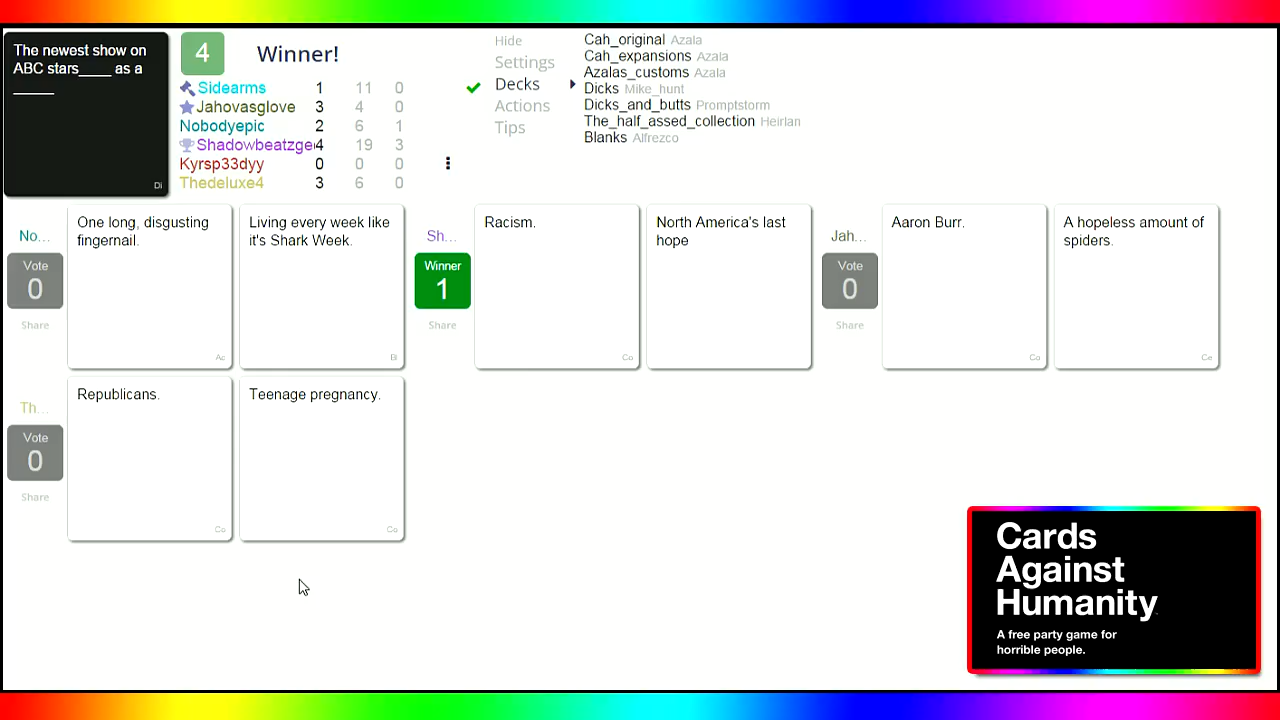 The newest show on
ABC stars____ as a
_____
Di
4
Winner!
Sidearms 1 11 0
Jahovasglove 3 4 0
Nobodyepic 2 6 1
Shadowbeatzge 4 19 3
Kyrsp33dyy 0 0 0
Thedeluxe4 3 6 0
Hide
Settings
Decks
Actions
Tips
Cah_original Azala
Cah_expansions Azala
Azalas_customs Azala
Dicks Mike_hunt
Dicks_and_butts Promptstorm
The_half_assed_collection Heirlan
Blanks Alfrezco
No...
Vote
0
Share
One long, disgusting
fingernail.
Ac
Living every week like
it's Shark Week.
Bl
Sh...
Winner
1
Share
Racism.
Co
North America's last
hope
Jah...
Vote
0
Share
Aaron Burr.
Co
A hopeless amount of
spiders.
Ce
Th...
Vote
0
Share
Republicans.
Co
Teenage pregnancy.
Co
Cards
Against
Humanity
A free party game for
horrible people.